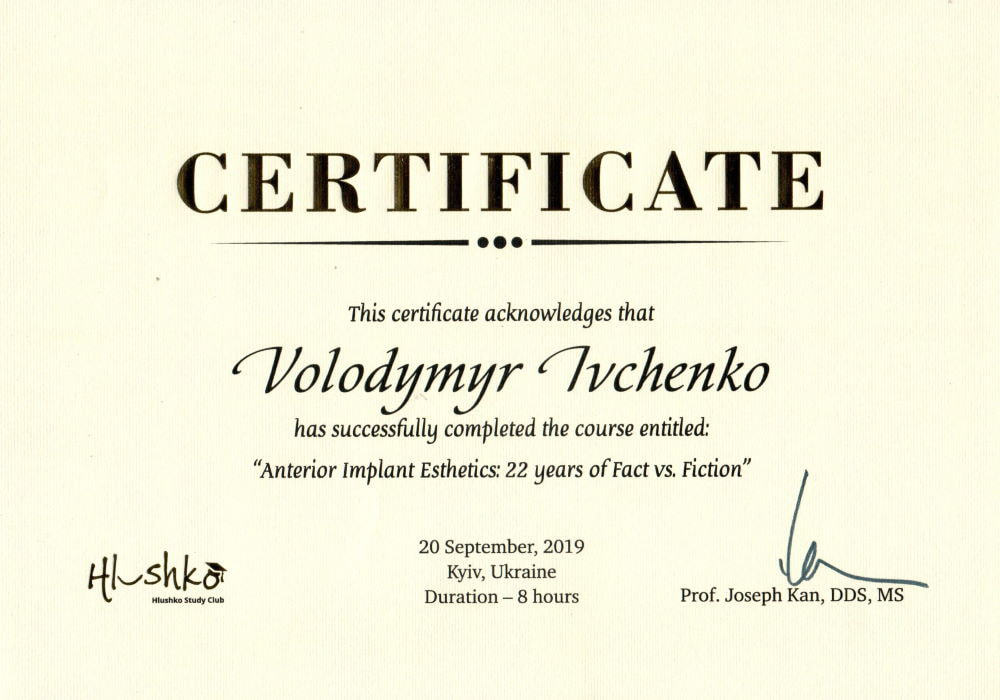 CERTIFICATE
This certificate acknowledges that
Volodymyr Ivchenko
has successfully completed the course entitled:
“Anterior Implant Esthetics: 22 years of Fact vs. Fiction”
20 September, 2019
Kyiv, Ukraine
Duration – 8 hours
Hlushko
Hlushko Study Club
Prof. Joseph Kan, DDS, MS